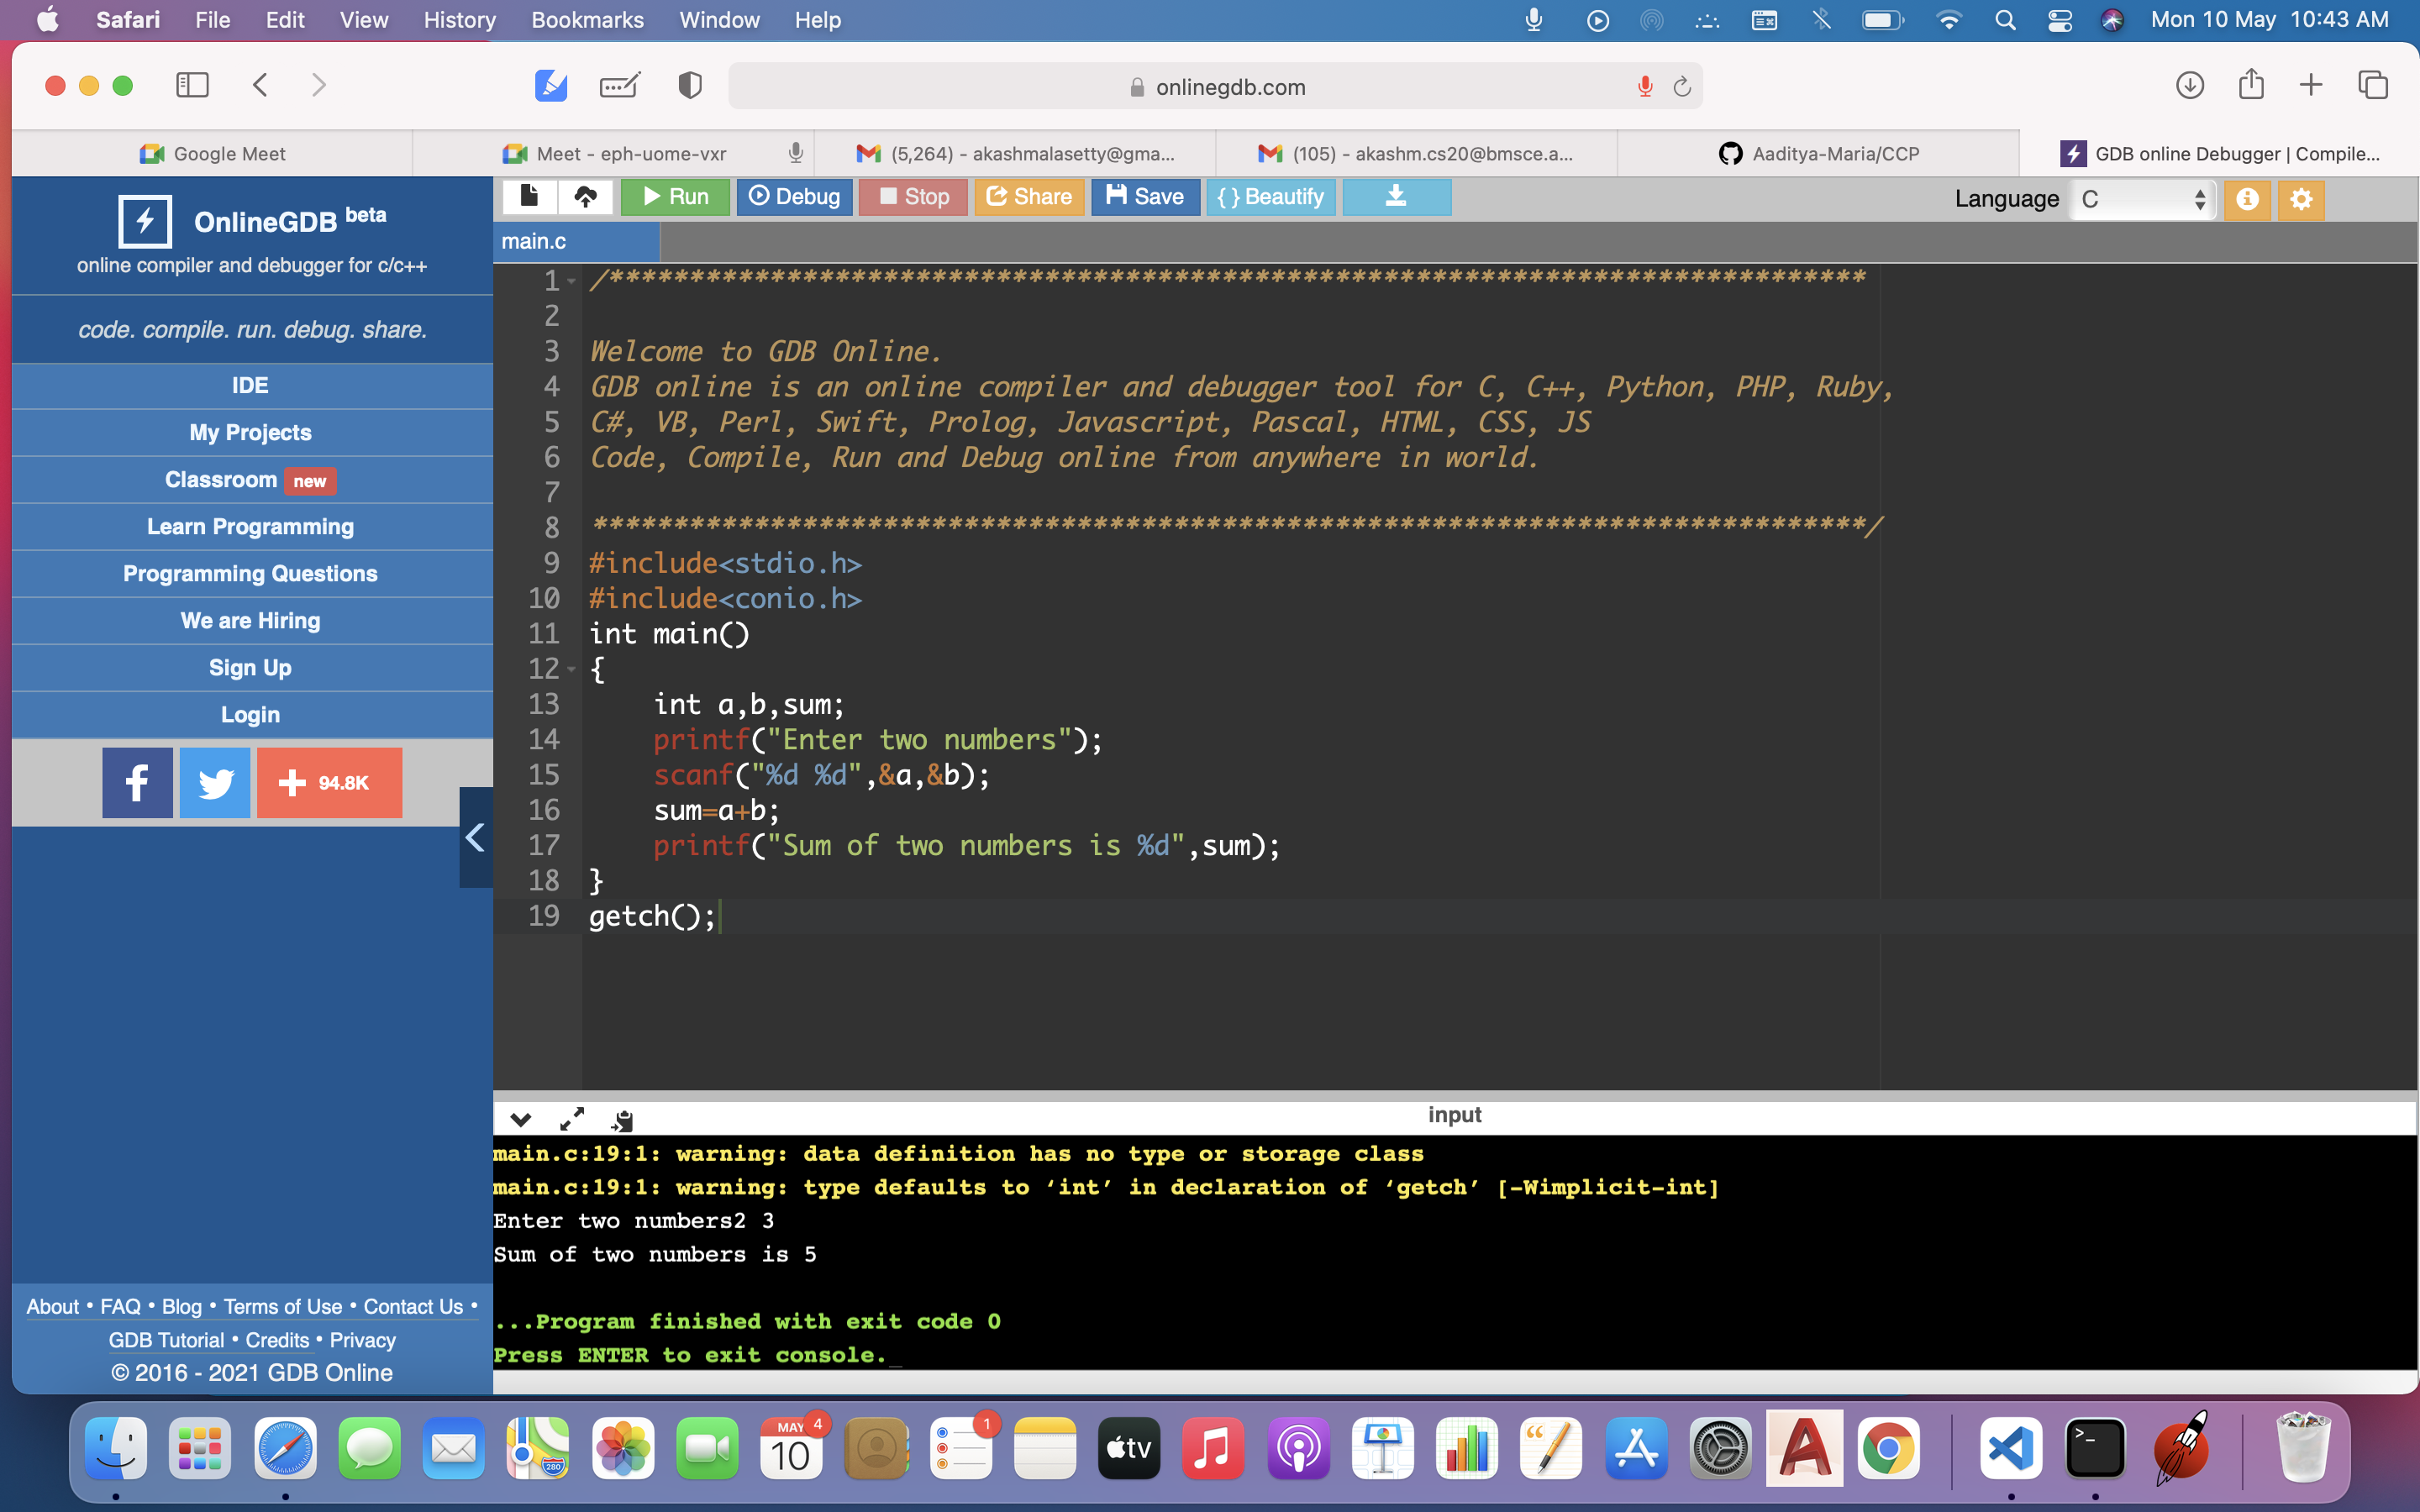 Safari File Edit View History Bookmarks Window Help Mon 10 May 10:43 AM
onlinegdb.com
Google Meet
Meet - eph-uome-vxr
(5,264) - akashmalasetty@gma...
(105) - akashm.cs20@bmsce.a...
Aaditya-Maria/CCP
GDB online Debugger | Compile...
OnlineGDB beta
online compiler and debugger for c/c++
code. compile. run. debug. share.
IDE
My Projects
Classroom new
Learn Programming
Programming Questions
We are Hiring
Sign Up
Login
f
94.8K
About • FAQ • Blog • Terms of Use • Contact Us •
GDB Tutorial • Credits • Privacy
© 2016 - 2021 GDB Online
Run Debug Stop Share Save { } Beautify
Language C
main.c
1 /******************************************************************************
2
3 Welcome to GDB Online.
4 GDB online is an online compiler and debugger tool for C, C++, Python, PHP, Ruby,
5 C#, VB, Perl, Swift, Prolog, Javascript, Pascal, HTML, CSS, JS
6 Code, Compile, Run and Debug online from anywhere in world.
7
8 *******************************************************************************/
9 #include<stdio.h>
10 #include<conio.h>
11 int main()
12 {
13 int a,b,sum;
14 printf("Enter two numbers");
15 scanf("%d %d",&a,&b);
16 sum=a+b;
17 printf("Sum of two numbers is %d",sum);
18 }
19 getch();
input
main.c:19:1: warning: data definition has no type or storage class
main.c:19:1: warning: type defaults to ‘int’ in declaration of ‘getch’ [-Wimplicit-int]
Enter two numbers2 3
Sum of two numbers is 5
...Program finished with exit code 0
Press ENTER to exit console.
280
MAY 4
10
1
tv
>_